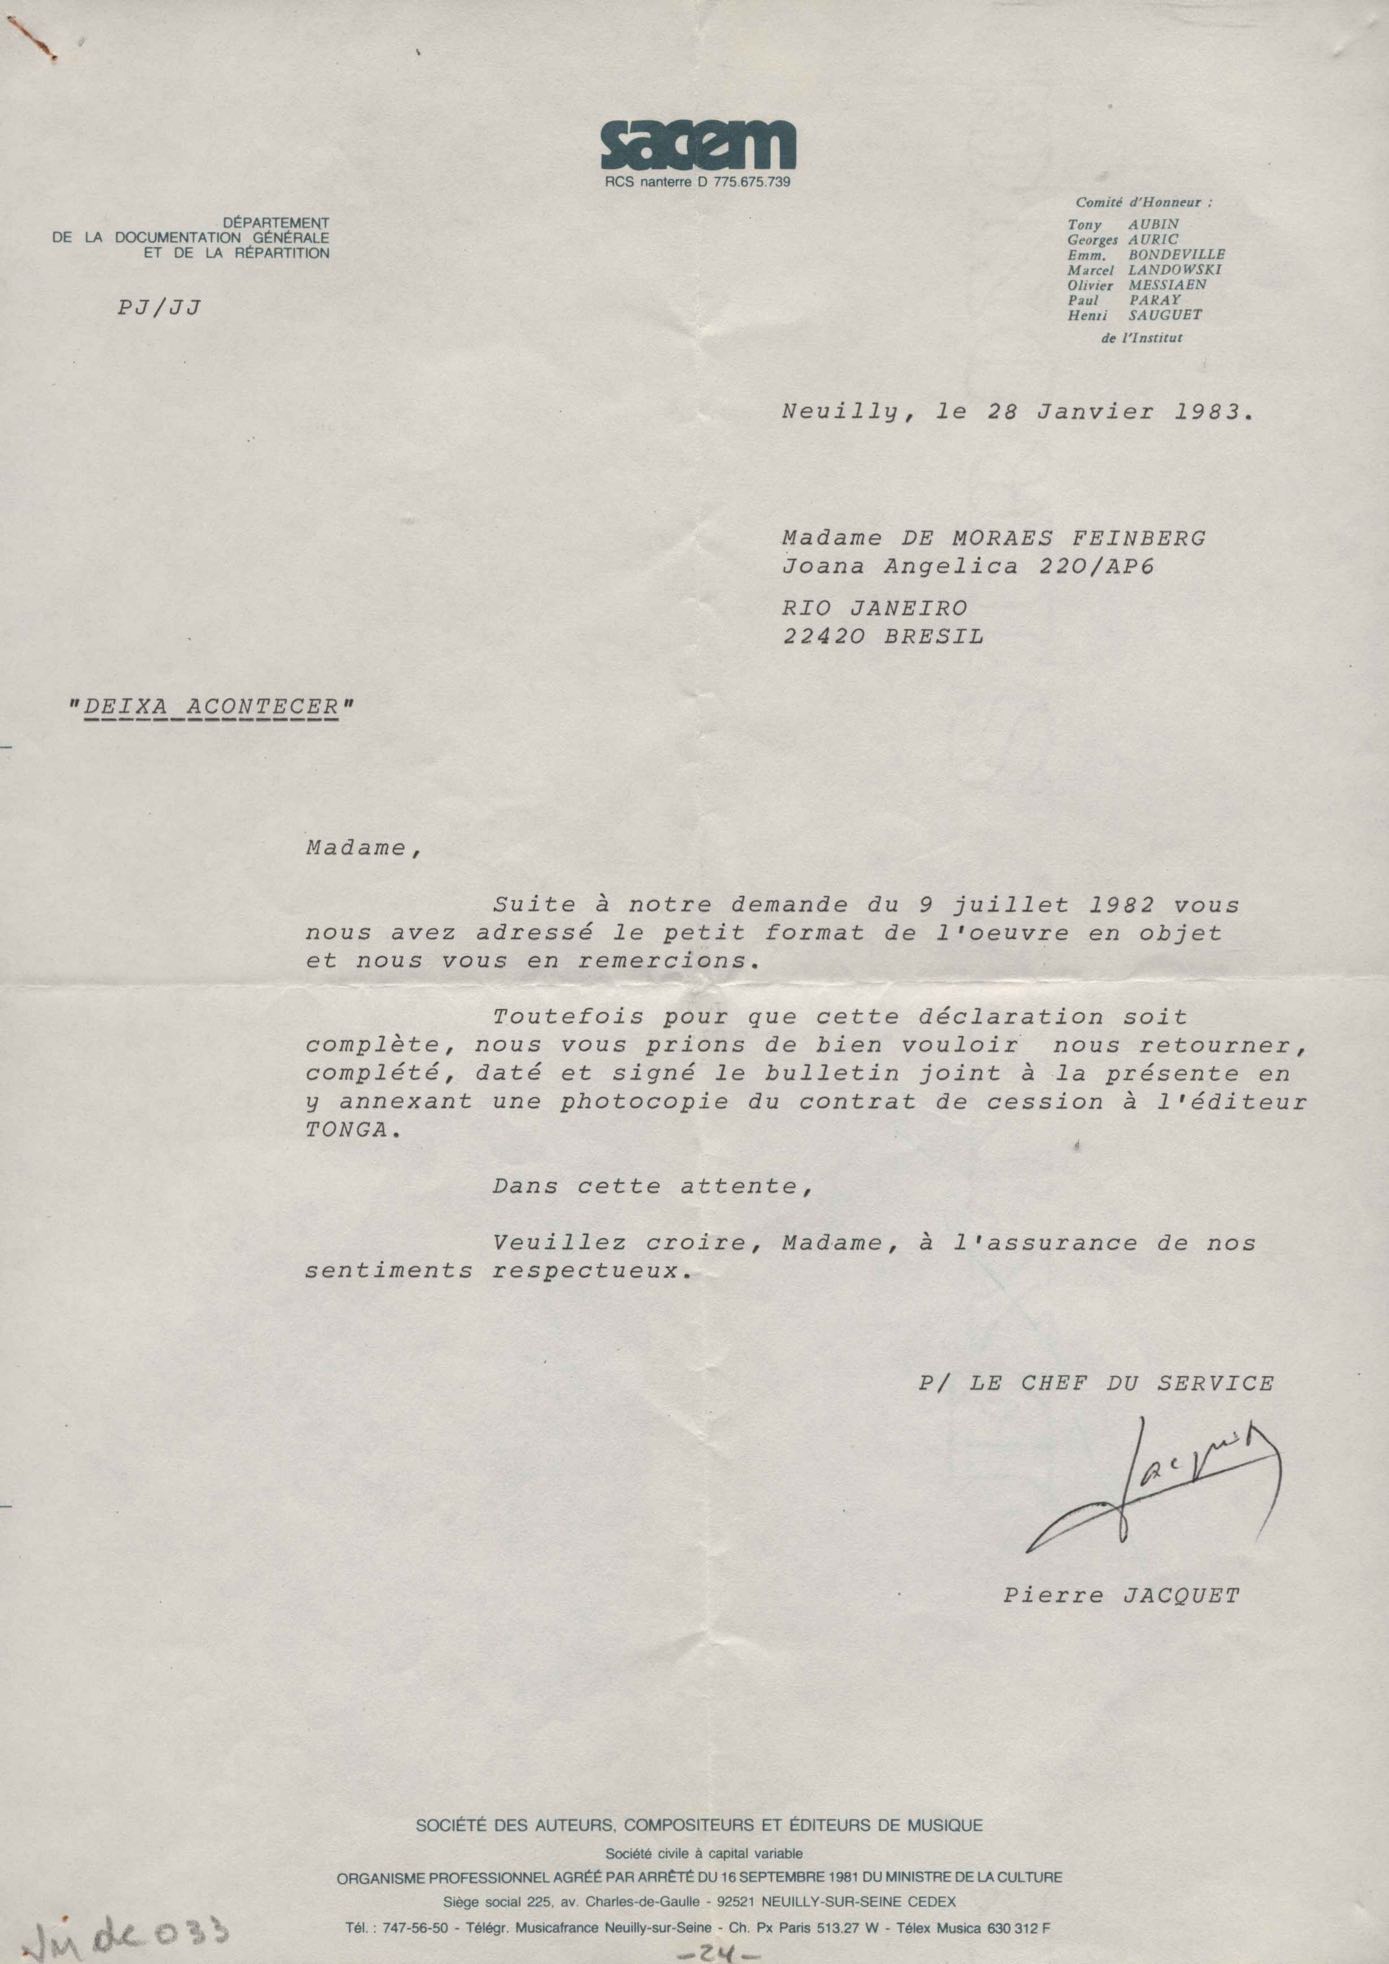 sacem
RCS nanterre D 775.675.739
DÉPARTEMENT
DE LA DOCUMENTATION GÉNÉRALE
ET DE LA RÉPARTITION
PJ/JJ
Comité d'Honneur :
Tony AUBIN
Georges AURIC
Emm. BONDEVILLE
Marcel LANDOWSKI
Olivier MESSIAEN
Paul PARAY
Henri SAUGUET
de l'Institut
Neuilly, le 28 Janvier 1983.
Madame DE MORAES FEINBERG
Joana Angelica 220/AP6
RIO JANEIRO
22420 BRESIL
"DEIXA ACONTECER"
Madame,
Suite à notre demande du 9 juillet 1982 vous
nous avez adressé le petit format de l'oeuvre en objet
et nous vous en remercions.
Toutefois pour que cette déclaration soit
complète, nous vous prions de bien vouloir nous retourner,
complété, daté et signé le bulletin joint à la présente en
y annexant une photocopie du contrat de cession à l'éditeur
TONGA.
Dans cette attente,
Veuillez croire, Madame, à l'assurance de nos
sentiments respectueux.
P/ LE CHEF DU SERVICE
Jacquet
Pierre JACQUET
SOCIÉTÉ DES AUTEURS, COMPOSITEURS ET ÉDITEURS DE MUSIQUE
Société civile à capital variable
ORGANISME PROFESSIONNEL AGRÉÉ PAR ARRÊTÉ DU 16 SEPTEMBRE 1981 DU MINISTRE DE LA CULTURE
Siège social 225, av. Charles-de-Gaulle - 92521 NEUILLY-SUR-SEINE CEDEX
Tél. : 747-56-50 - Télégr. Musicafrance Neuilly-sur-Seine - Ch. Px Paris 513.27 W - Télex Musica 630 312 F
dc 033
-24-